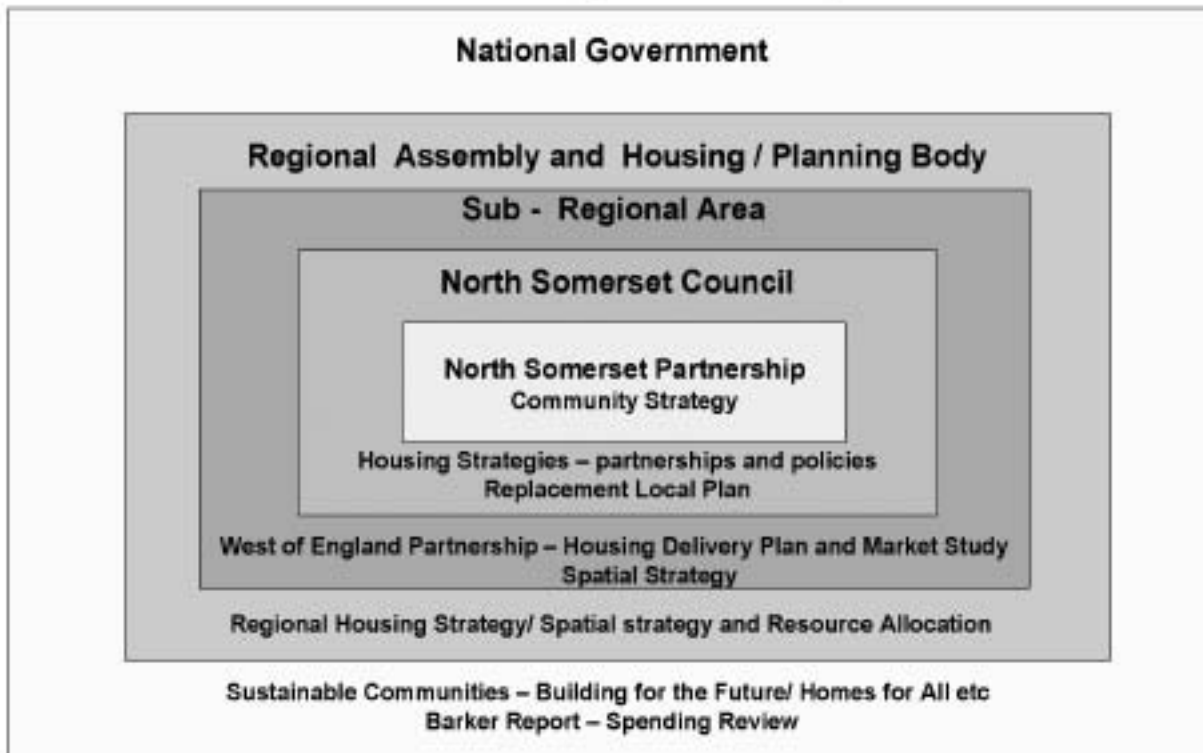 National Government
Regional Assembly and Housing / Planning Body
Sub - Regional Area
North Somerset Council
North Somerset Partnership
Community Strategy
Housing Strategies – partnerships and policies
Replacement Local Plan
West of England Partnership – Housing Delivery Plan and Market Study
Spatial Strategy
Regional Housing Strategy/ Spatial strategy and Resource Allocation
Sustainable Communities – Building for the Future/ Homes for All etc
Barker Report – Spending Review